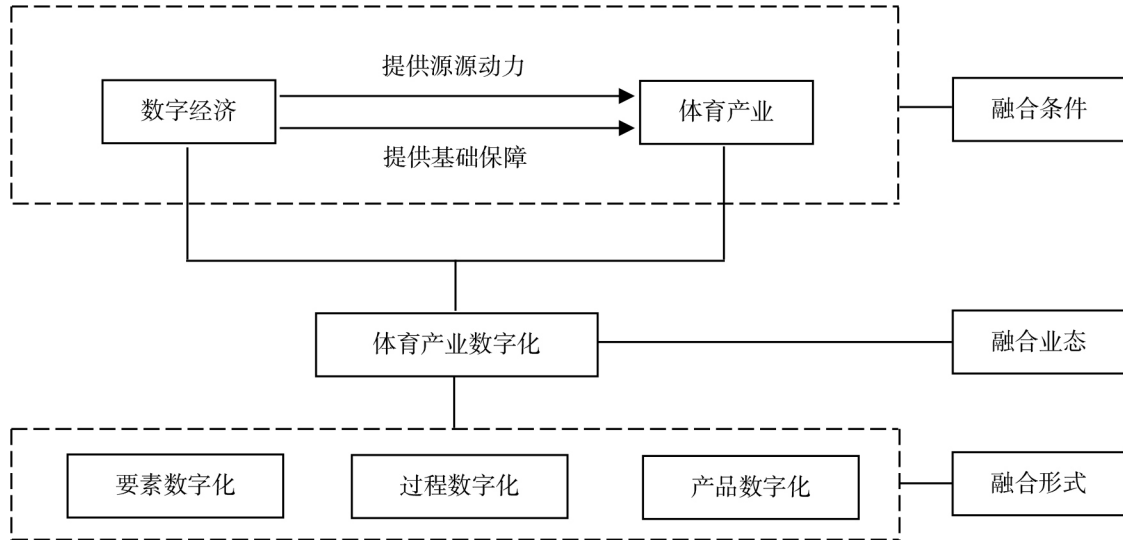 提供源源动力
数字经济
体育产业
融合条件
提供基础保障
体育产业数字化
融合业态
要素数字化
过程数字化
产品数字化
融合形式